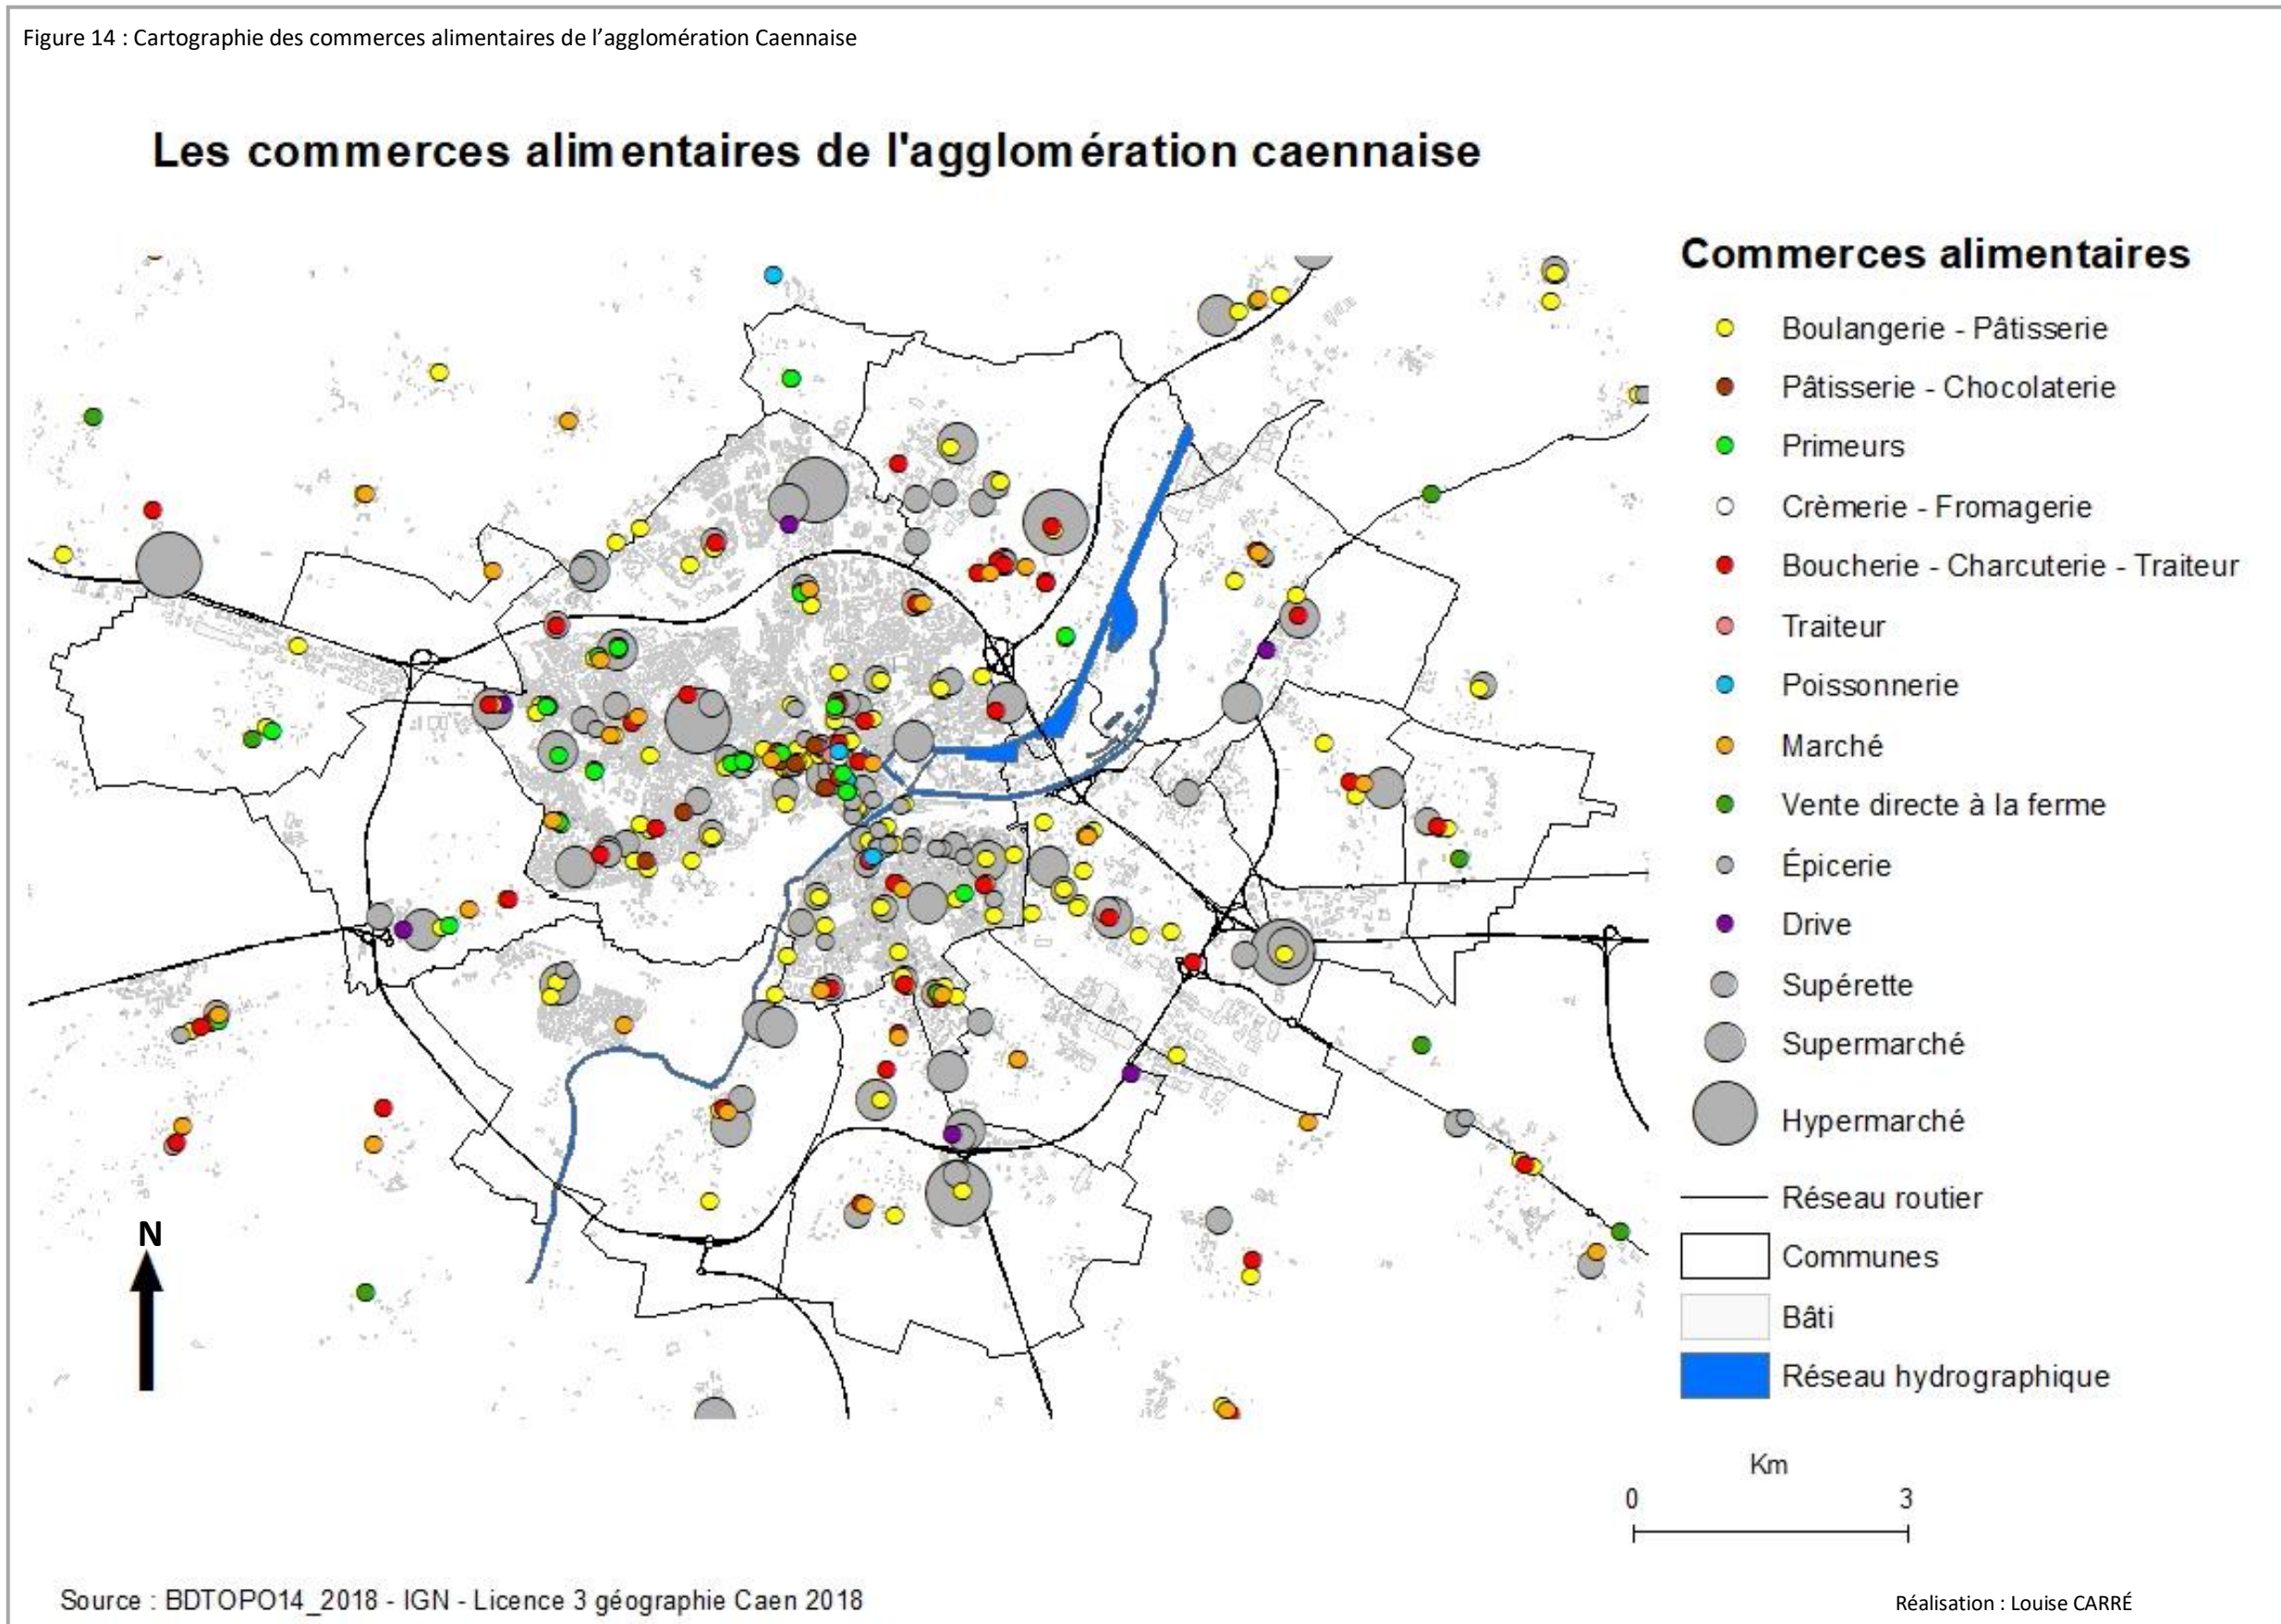 Figure 14 : Cartographie des commerces alimentaires de l’agglomération Caennaise
Les commerces alimentaires de l'agglomération caennaise
Commerces alimentaires
Boulangerie - Pâtisserie
Pâtisserie - Chocolaterie
Primeurs
Crèmerie - Fromagerie
Boucherie - Charcuterie - Traiteur
Traiteur
Poissonnerie
Marché
Vente directe à la ferme
Épicerie
Drive
Supérette
Supermarché
Hypermarché
Réseau routier
Communes
Bâti
Réseau hydrographique
N
Km
0 3
Source : BDTOPO14_2018 - IGN - Licence 3 géographie Caen 2018
Réalisation : Louise CARRÉ